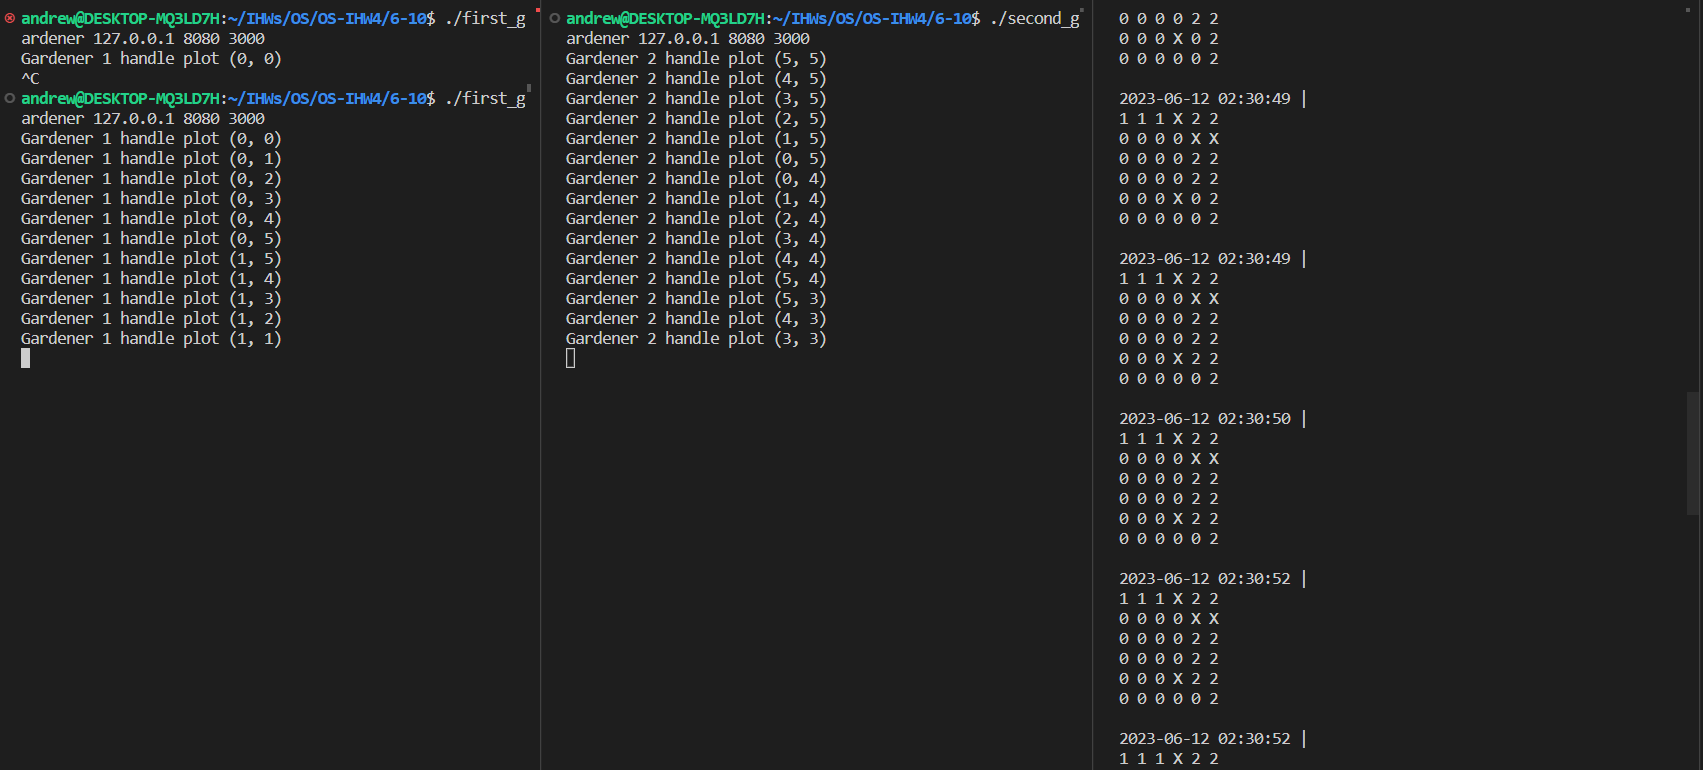 andrew@DESKTOP-MQ3LD7H:~/IHWs/OS/OS-IHW4/6-10$ ./first_g
ardener 127.0.0.1 8080 3000
Gardener 1 handle plot (0, 0)
^C
andrew@DESKTOP-MQ3LD7H:~/IHWs/OS/OS-IHW4/6-10$ ./first_g
ardener 127.0.0.1 8080 3000
Gardener 1 handle plot (0, 0)
Gardener 1 handle plot (0, 1)
Gardener 1 handle plot (0, 2)
Gardener 1 handle plot (0, 3)
Gardener 1 handle plot (0, 4)
Gardener 1 handle plot (0, 5)
Gardener 1 handle plot (1, 5)
Gardener 1 handle plot (1, 4)
Gardener 1 handle plot (1, 3)
Gardener 1 handle plot (1, 2)
Gardener 1 handle plot (1, 1)
andrew@DESKTOP-MQ3LD7H:~/IHWs/OS/OS-IHW4/6-10$ ./second_g
ardener 127.0.0.1 8080 3000
Gardener 2 handle plot (5, 5)
Gardener 2 handle plot (4, 5)
Gardener 2 handle plot (3, 5)
Gardener 2 handle plot (2, 5)
Gardener 2 handle plot (1, 5)
Gardener 2 handle plot (0, 5)
Gardener 2 handle plot (0, 4)
Gardener 2 handle plot (1, 4)
Gardener 2 handle plot (2, 4)
Gardener 2 handle plot (3, 4)
Gardener 2 handle plot (4, 4)
Gardener 2 handle plot (5, 4)
Gardener 2 handle plot (5, 3)
Gardener 2 handle plot (4, 3)
Gardener 2 handle plot (3, 3)
0 0 0 0 2 2
0 0 0 X 0 2
0 0 0 0 0 2
2023-06-12 02:30:49 |
1 1 1 X 2 2
0 0 0 0 X X
0 0 0 0 2 2
0 0 0 0 2 2
0 0 0 X 0 2
0 0 0 0 0 2
2023-06-12 02:30:49 |
1 1 1 X 2 2
0 0 0 0 X X
0 0 0 0 2 2
0 0 0 0 2 2
0 0 0 X 2 2
0 0 0 0 0 2
2023-06-12 02:30:50 |
1 1 1 X 2 2
0 0 0 0 X X
0 0 0 0 2 2
0 0 0 0 2 2
0 0 0 X 2 2
0 0 0 0 0 2
2023-06-12 02:30:52 |
1 1 1 X 2 2
0 0 0 0 X X
0 0 0 0 2 2
0 0 0 0 2 2
0 0 0 X 2 2
0 0 0 0 0 2
2023-06-12 02:30:52 |
1 1 1 X 2 2